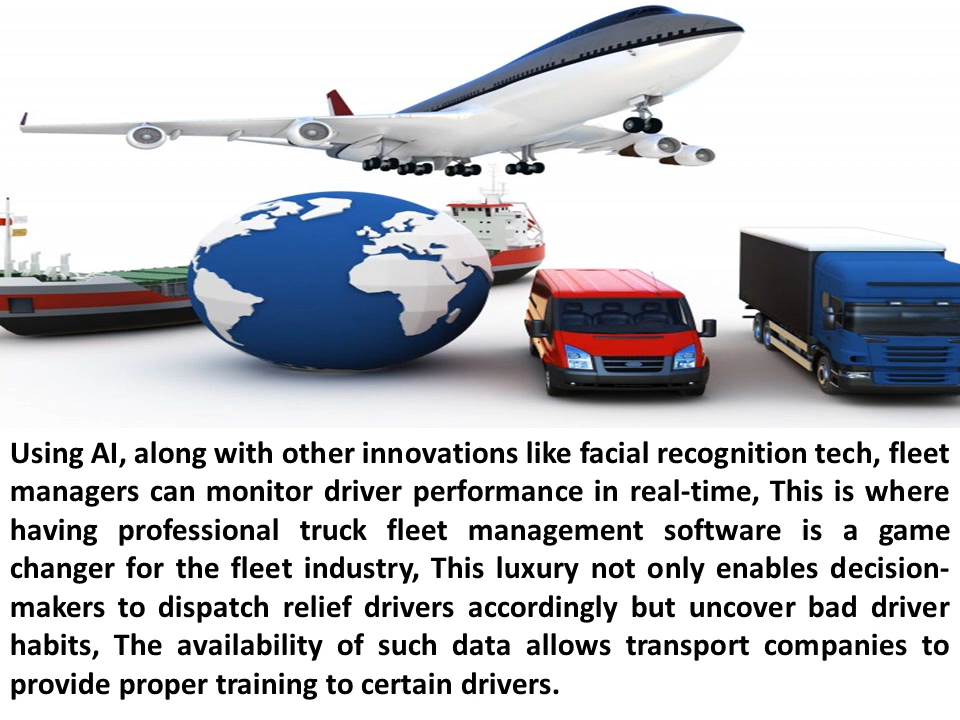 Using AI, along with other innovations like facial recognition tech, fleet
managers can monitor driver performance in real-time, This is where
having professional truck fleet management software is a game
changer for the fleet industry, This luxury not only enables decision-
makers to dispatch relief drivers accordingly but uncover bad driver
habits, The availability of such data allows transport companies to
provide proper training to certain drivers.